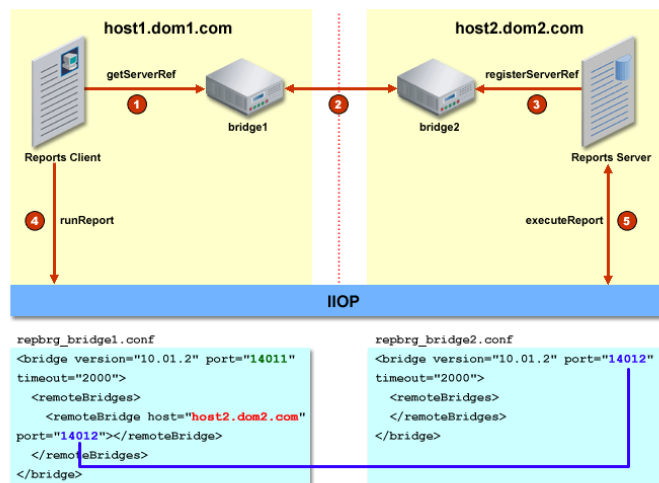 host1.dom1.com
host2.dom2.com
getServerRef
registerServerRef
1
2
3
bridge1
bridge2
Reports Client
Reports Server
4
runReport
executeReport
5
IIOP
repbrg_bridge1.conf
<bridge version="10.01.2" port="14011"
timeout="2000">
<remoteBridges>
<remoteBridge host="host2.dom2.com"
port="14012"></remoteBridge>
</remoteBridges>
</bridge>
repbrg_bridge2.conf
<bridge version="10.01.2" port="14012"
timeout="2000">
<remoteBridges>
</remoteBridges>
</bridge>